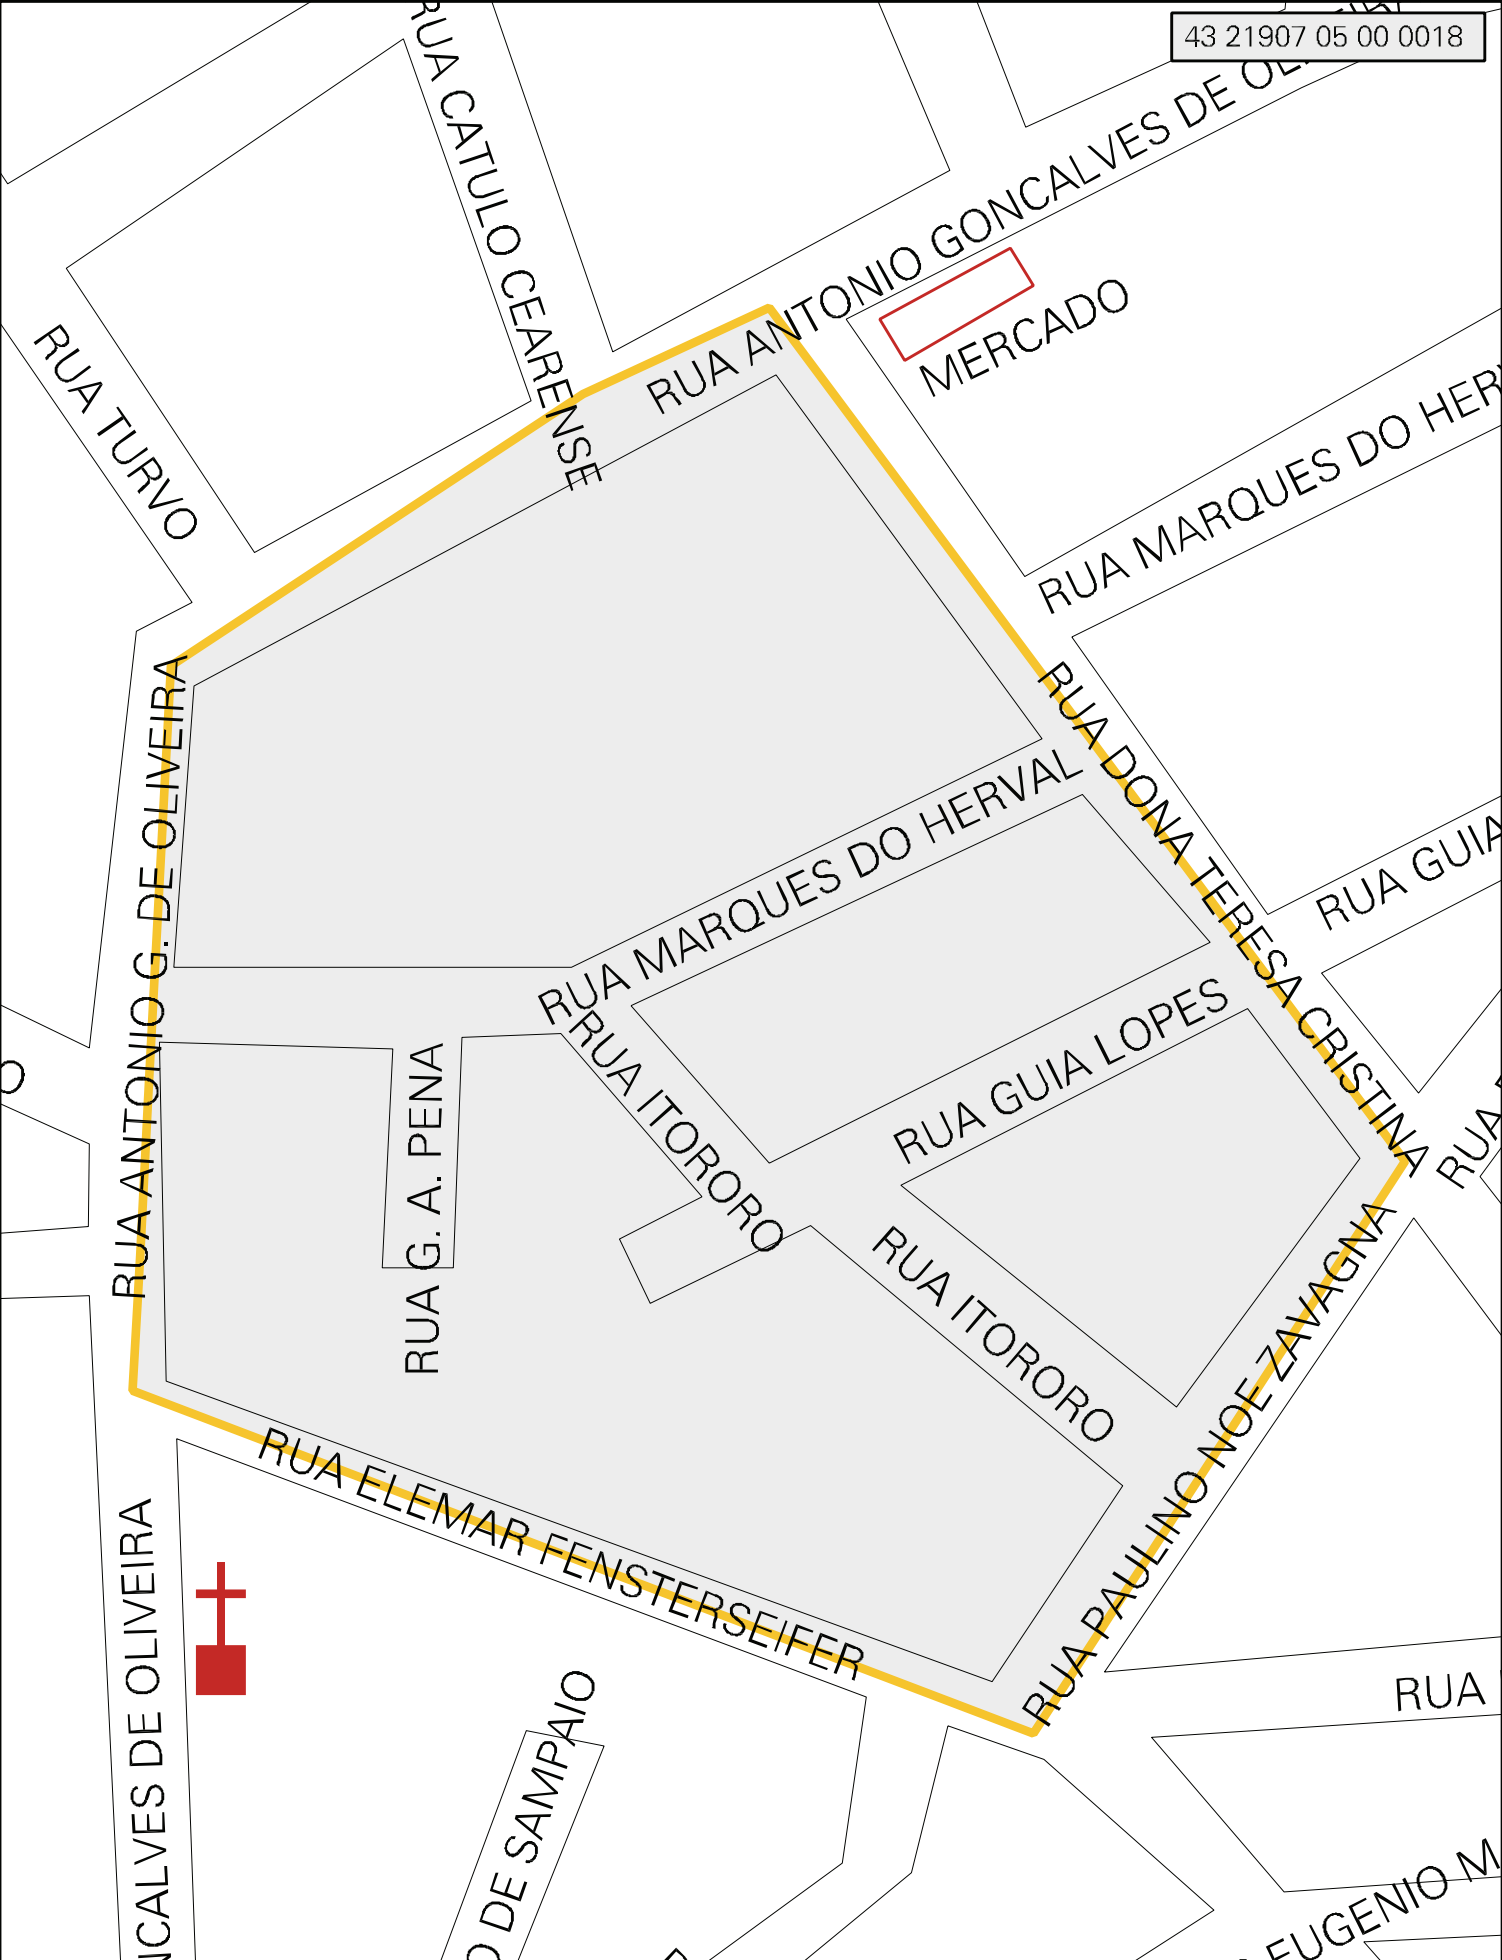 43 21907 05 00 0018
RUA CATULO CEARENSE
RUA ANTONIO GONCALVES DE
MERCADO
RUA TURVO
RUA MARQUES DO
RUA ANTONIO G. DE OLIVEIRA
RUA DONA TERESA CRISTINA
RUA MARQUES DO HERVAL
RUA GUIA
RUA GUIA LOPES
RUA ITORORO
RUA G. A. PENA
O
RUA
RUA ITORORO
RUA PAULINO NOE ZAVAGNA
RUA ELEMAR FENSTERSEIFER
NCALVES DE OLIVEIRA
O DE SAMPAIO
RUA
EUGENIO M